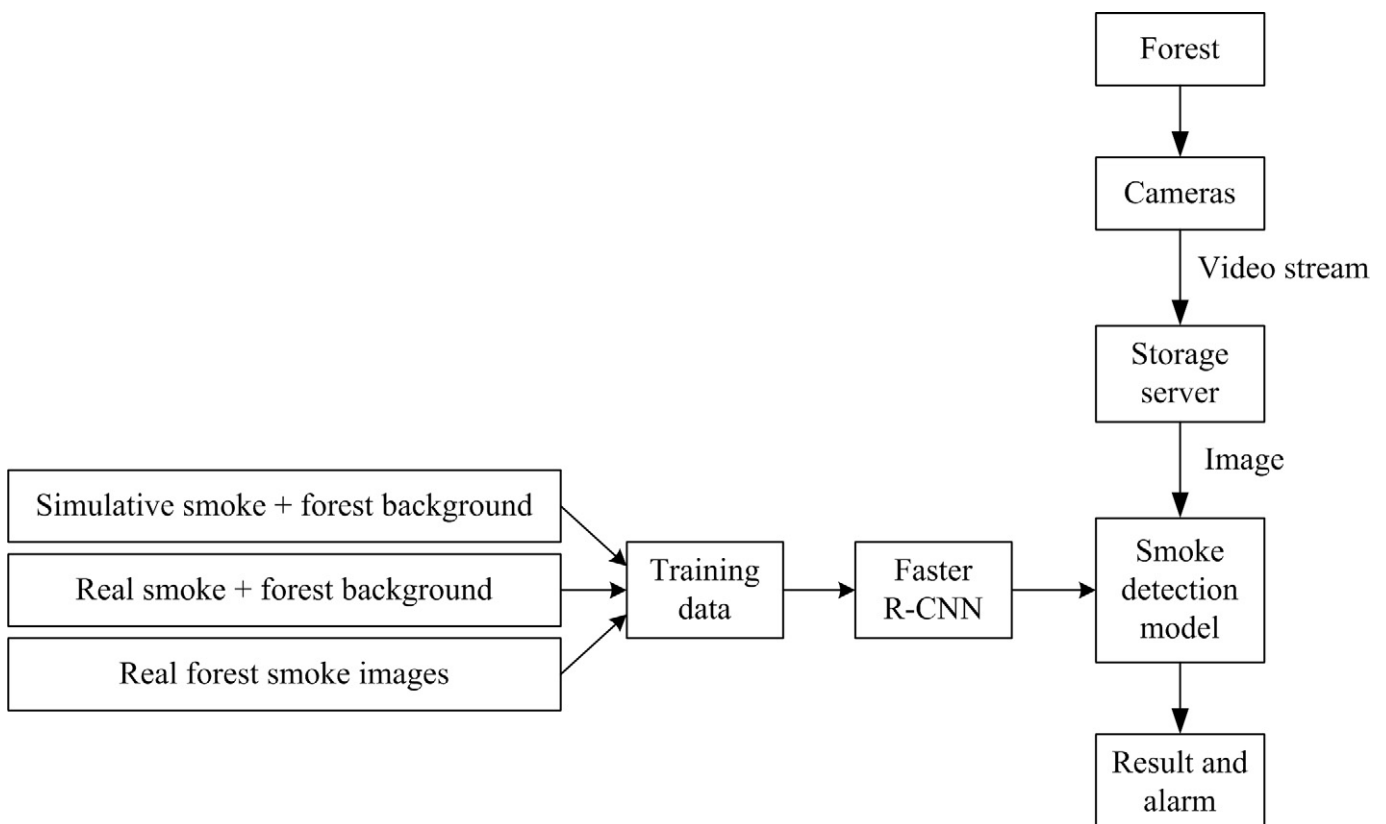 Forest
Cameras
Video stream
Storage
server
Image
Simulative smoke + forest background
Real smoke + forest background
Real forest smoke images
Training
data
Faster
R-CNN
Smoke
detection
model
Result and
alarm